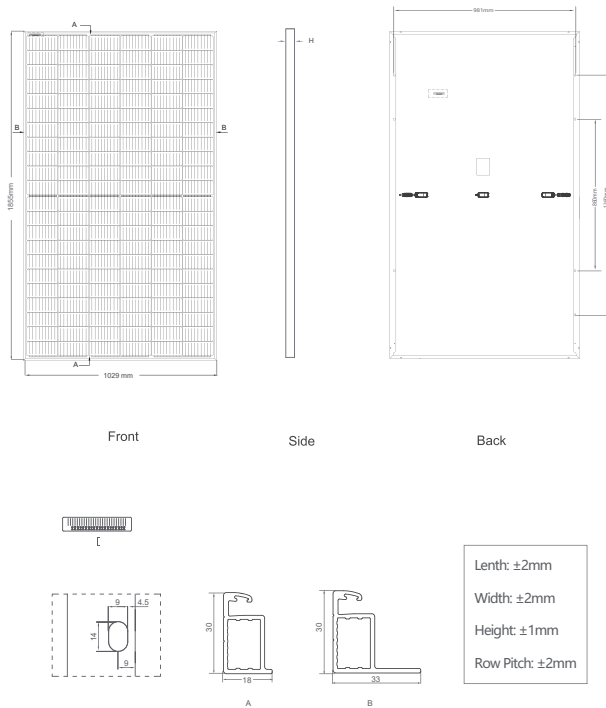 A
961mm
H
B
B
1855mm
A
1029 mm
Front
Side
Back
9
4.5
14
9
30
18
A
30
33
B
Lenth: ±2mm
Width: ±2mm
Height: ±1mm
Row Pitch: ±2mm